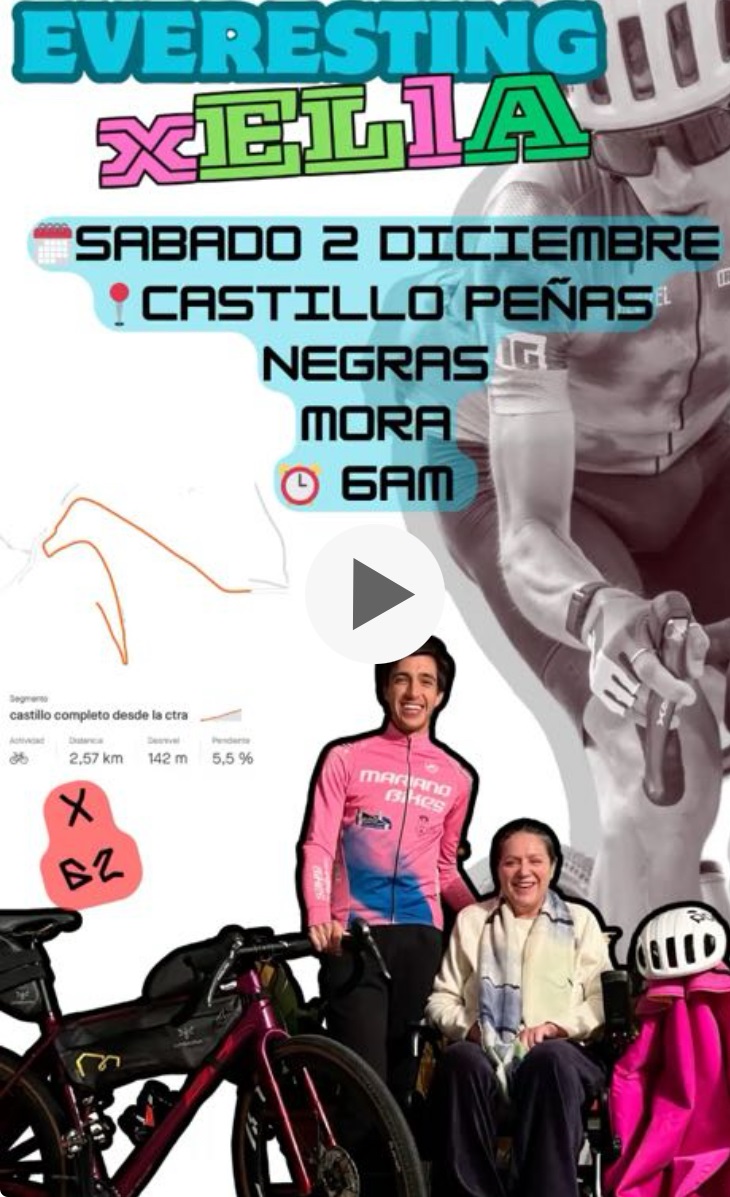 EVERESTING
xEL1A
SABADO 2 DICIEMBRE
CASTILLO PEÑAS
NEGRAS
MORA
6AM
Segmento
castillo completo desde la ctra
Actividad Distancia Desnivel Pendiente
2,57 km 142 m 5,5 %
X
62
MARIANO
BIKES